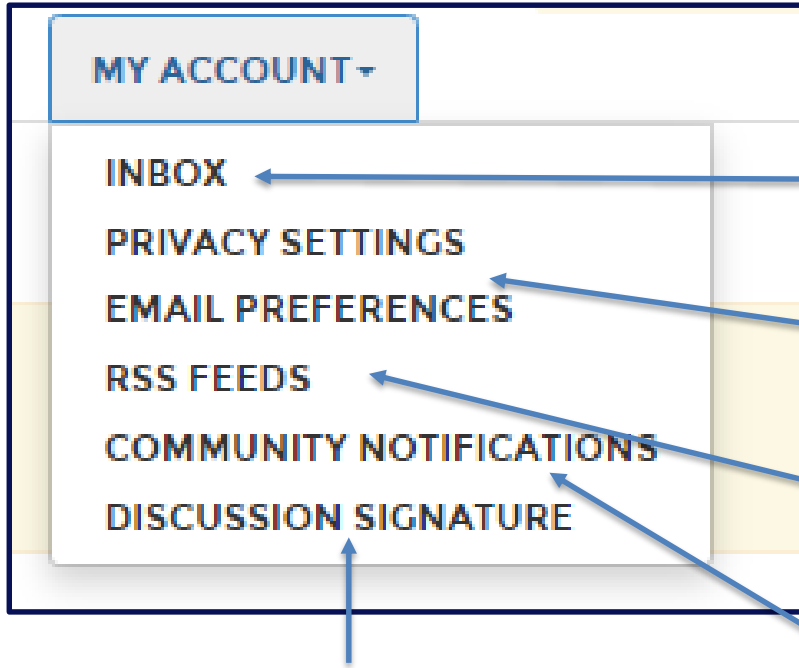 MY ACCOUNT
INBOX
PRIVACY SETTINGS
EMAIL PREFERENCES
RSS FEEDS
COMMUNITY NOTIFICATIONS
DISCUSSION SIGNATURE